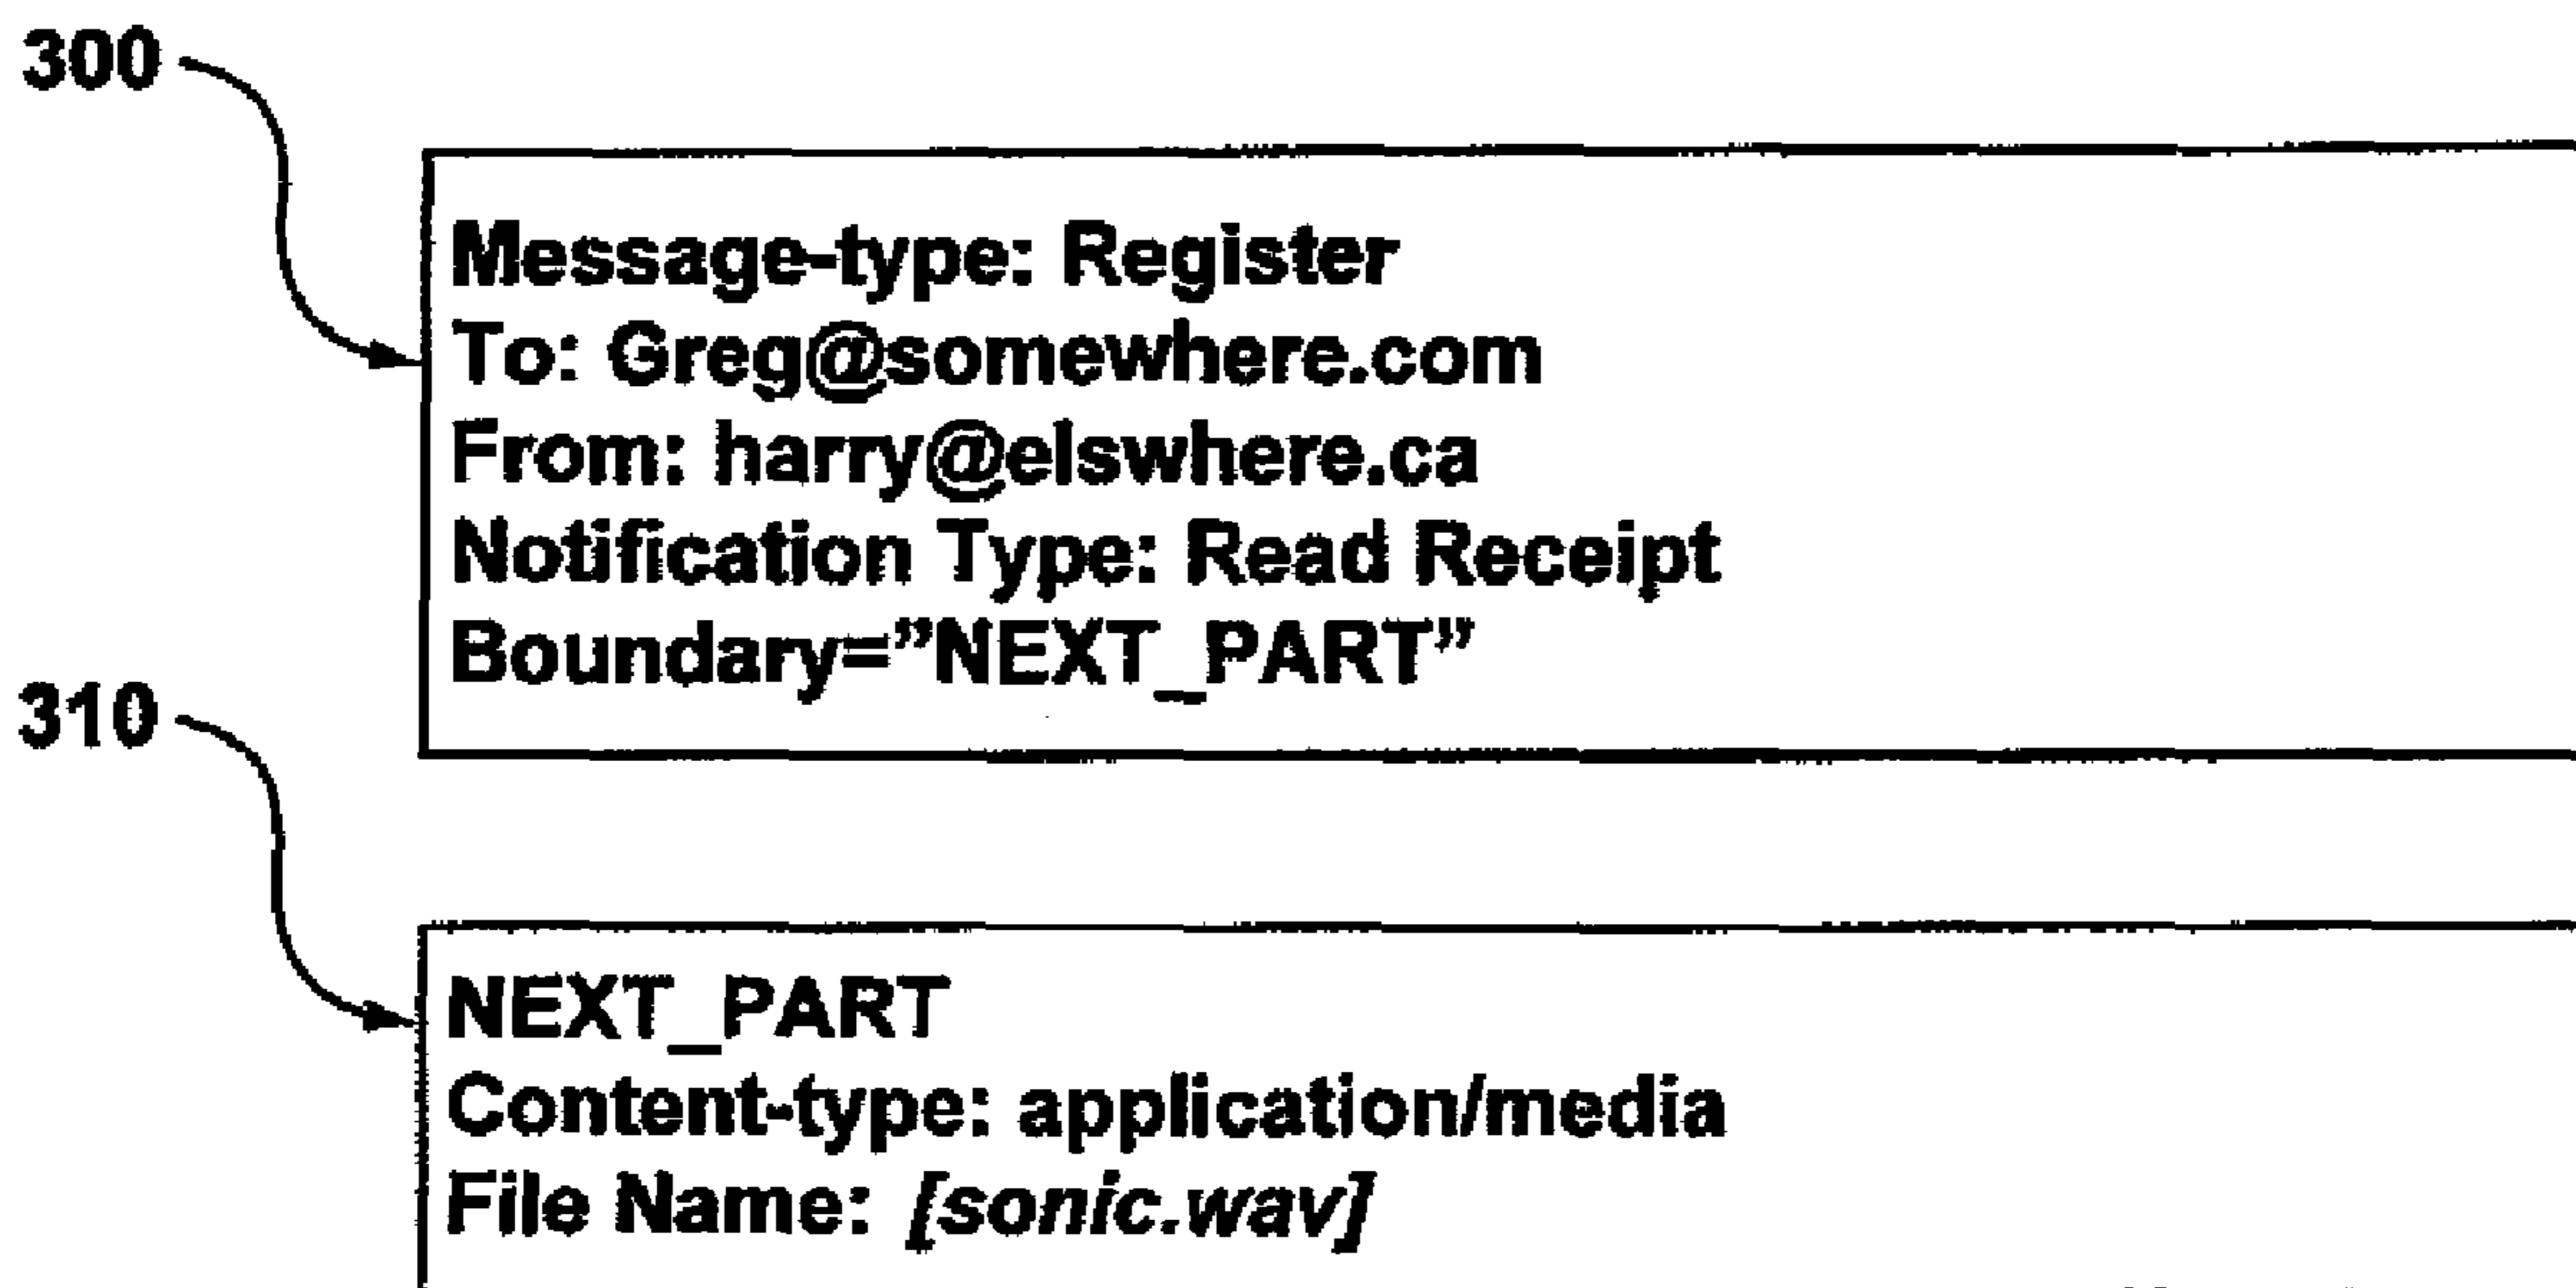 300
Message-type: Register
To: Greg@somewhere.com
From: harry@elswhere.ca
Notification Type: Read Receipt
Boundary=”NEXT_PART”
310
NEXT_PART
Content-type: application/media
File Name: [sonic.wav]